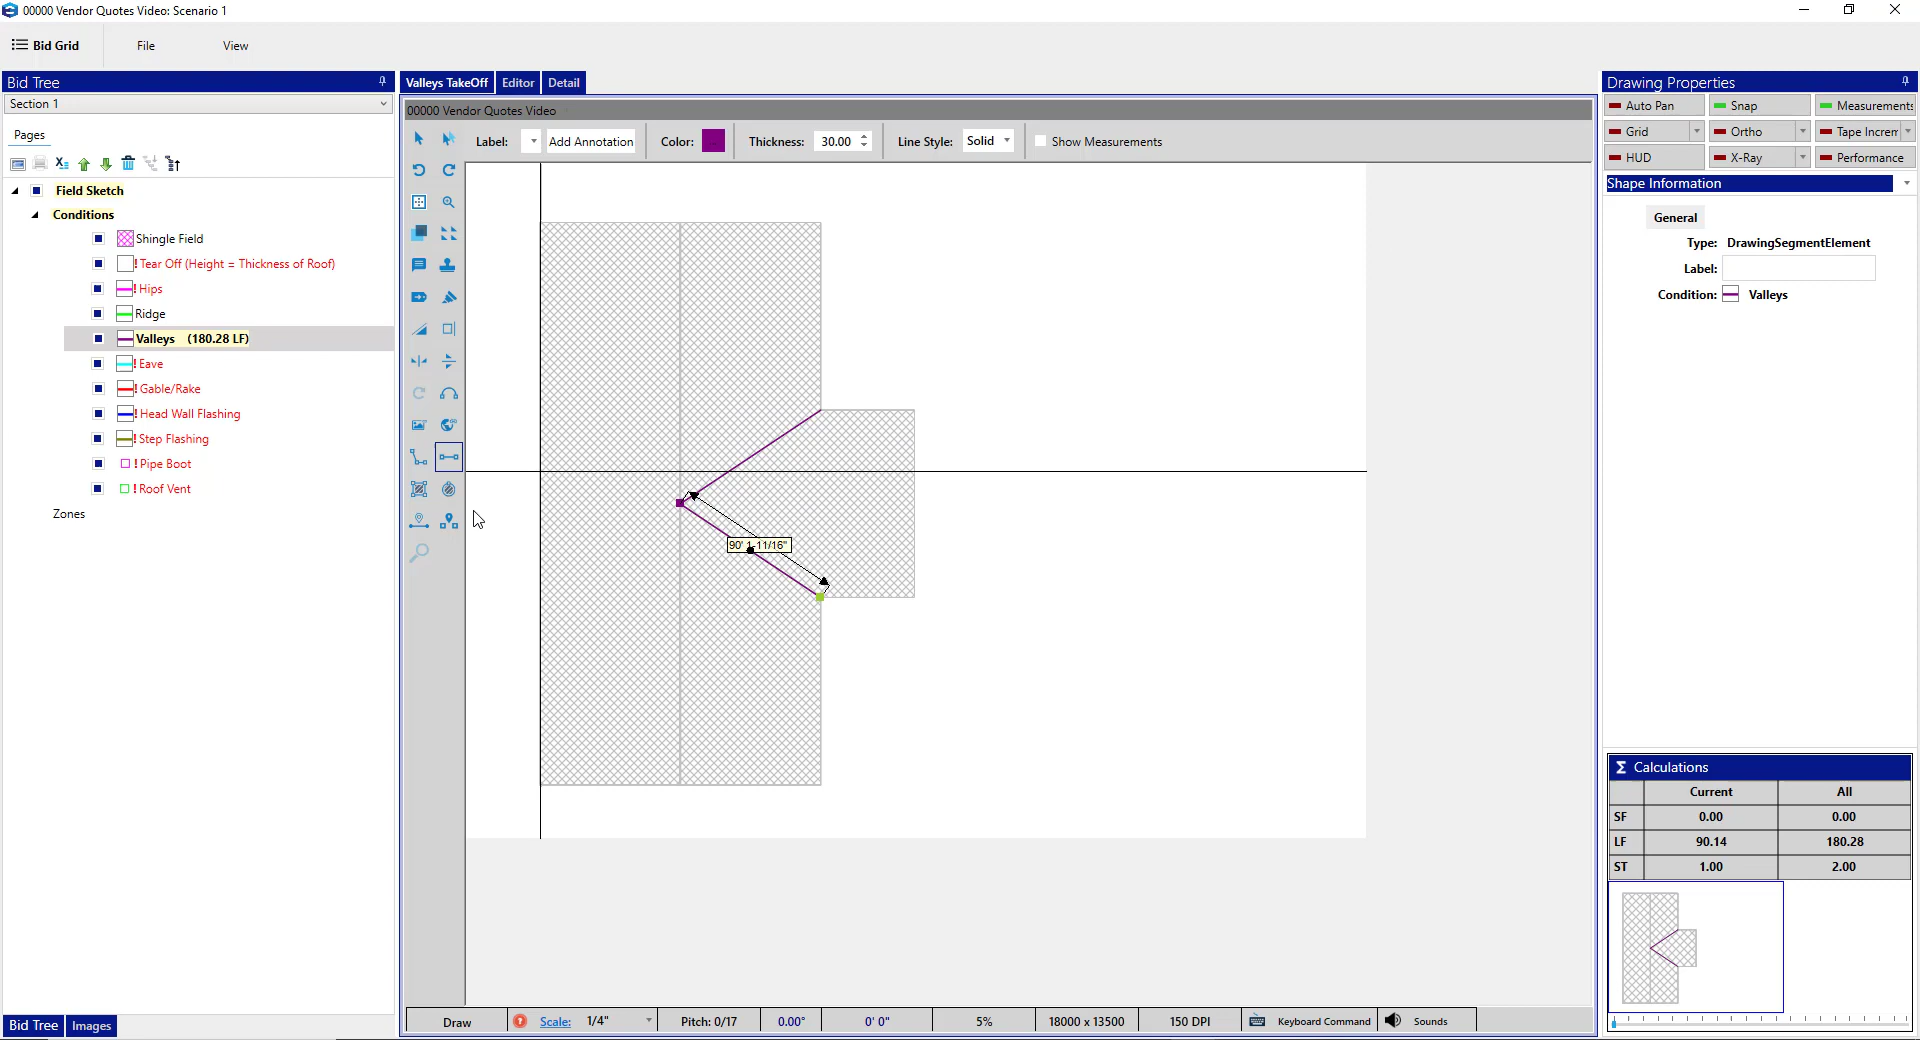 00000 Vendor Quotes Video: Scenario 1
Bid Grid File View
Bid Tree
Section 1
Pages
Field Sketch
Conditions
Shingle Field
! Tear Off (Height = Thickness of Roof)
! Hips
Ridge
Valleys (180.28 LF)
! Eave
! Gable/Rake
! Head Wall Flashing
! Step Flashing
! Pipe Boot
! Roof Vent
Zones
Bid Tree Images
Valleys TakeOff Editor Detail
00000 Vendor Quotes Video
Label: Add Annotation Color: Thickness: 30.00 Line Style: Solid Show Measurements
90' 1-11/16"
Draw Scale: 1/4" Pitch: 0/17 0.00° 0' 0" 5% 18000 x 13500 150 DPI Keyboard Command Sounds
Drawing Properties
Auto Pan Snap Measurements
Grid Ortho Tape Increm
HUD X-Ray Performance
Shape Information
General
Type: DrawingSegmentElement
Label:
Condition: Valleys
Σ Calculations
Current All
SF 0.00 0.00
LF 90.14 180.28
ST 1.00 2.00